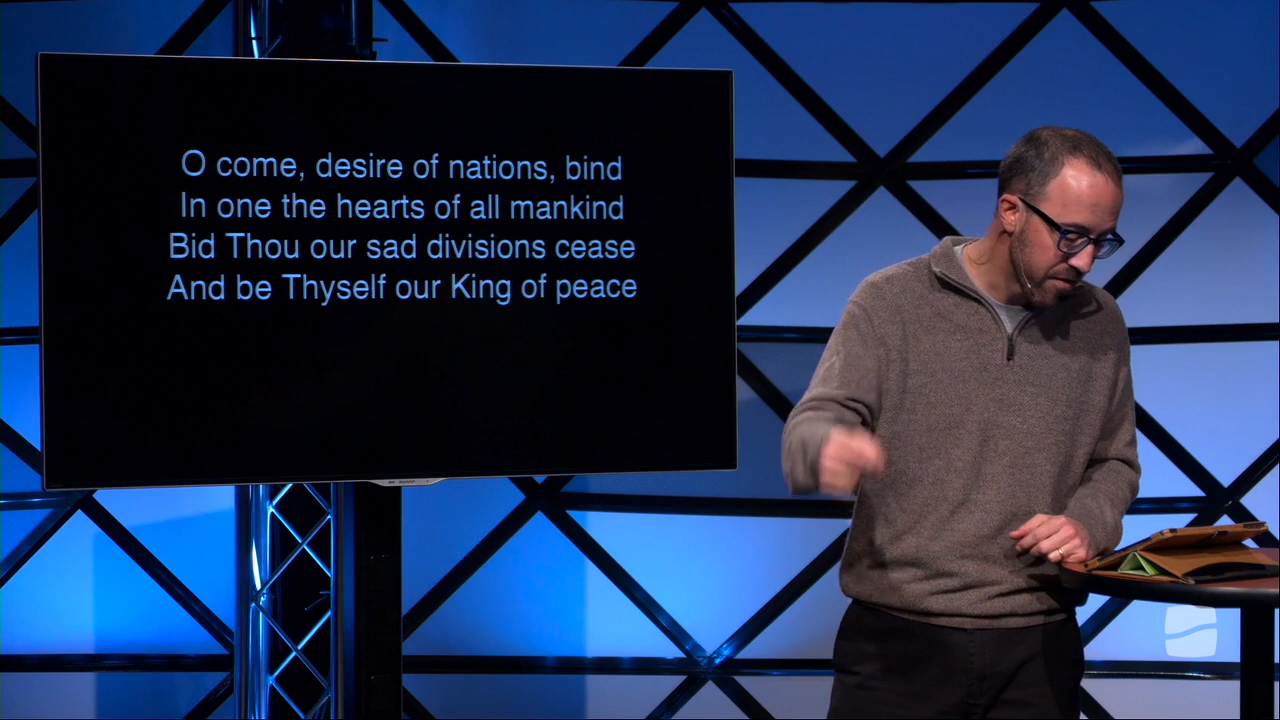 O come, desire of nations, bind
In one the hearts of all mankind
Bid Thou our sad divisions cease
And be Thyself our King of peace